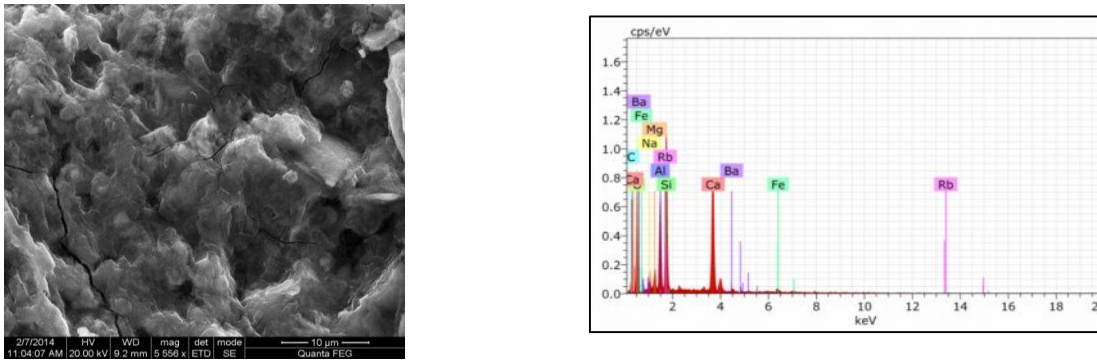 2/7/2014 HV WD mag det mode 10 µm
11:04:07 AM 20.00 kV 9.2 mm 5 556 x ETD SE Quanta FEG
cps/eV
1.6
1.4
Ba
1.2
Fe
Mg
1.0
Na
C
Rb
0.8
Al
Ba
Ca
Si
Ca
Fe
Rb
0.6
0.4
0.2
0.0
2 4 6 8 10 12 14 16 18
keV